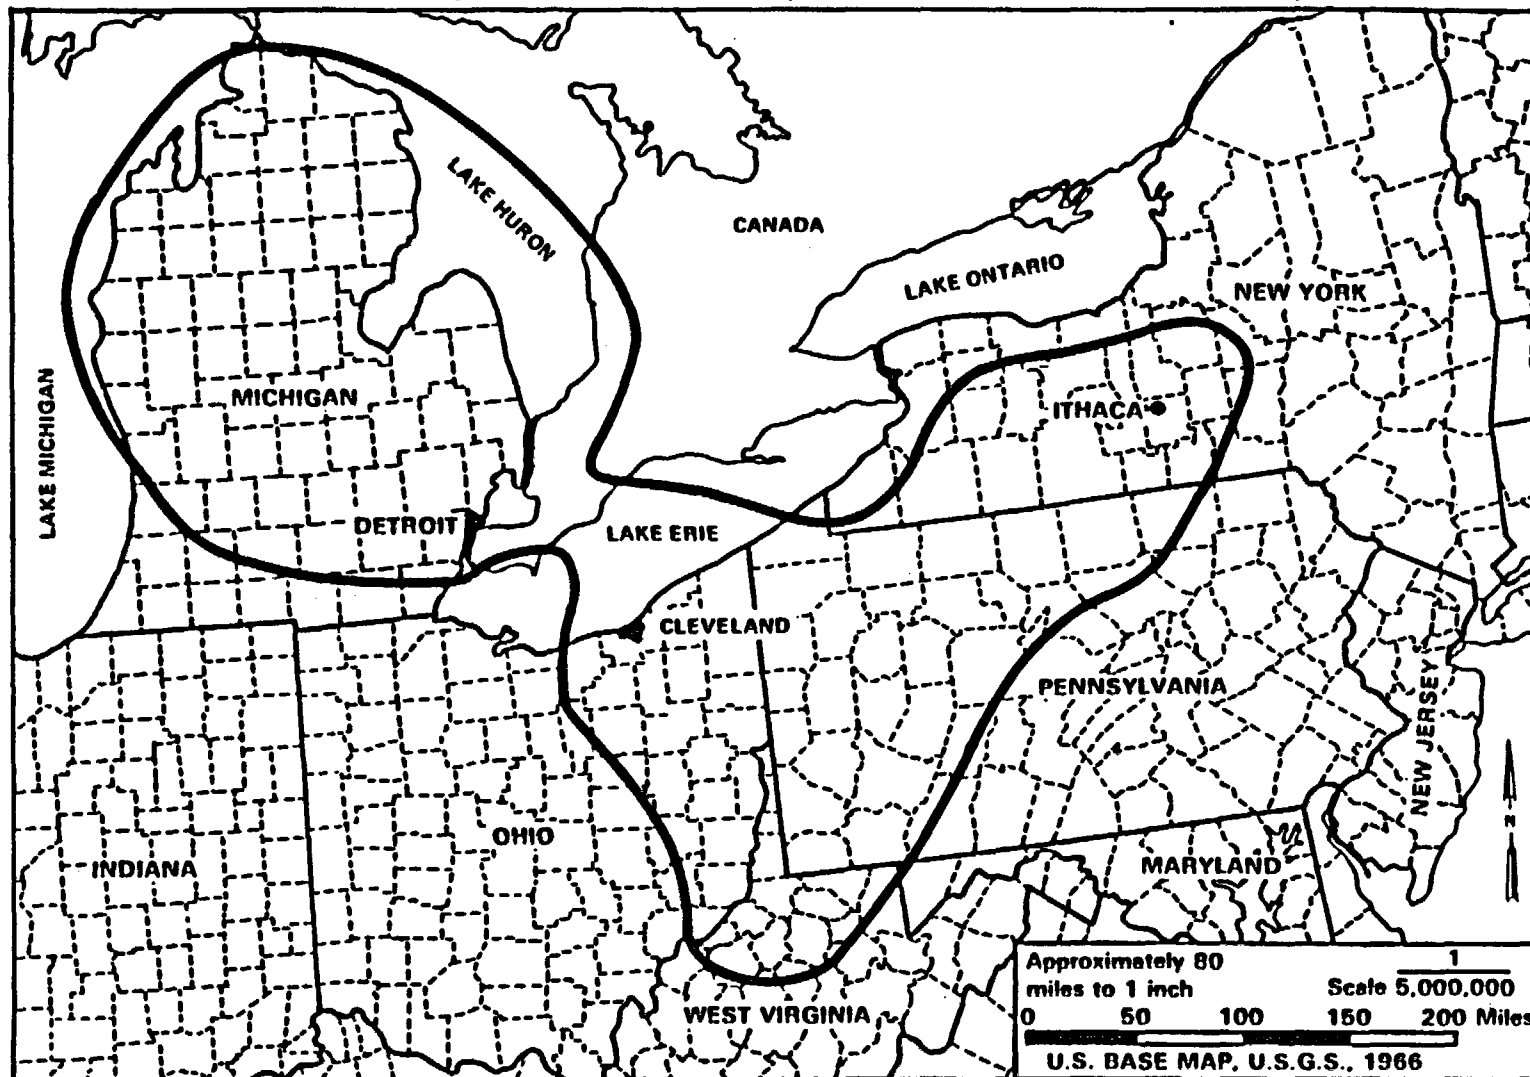 LAKE HURON
CANADA
LAKE ONTARIO
NEW YORK
LAKE MICHIGAN
MICHIGAN
ITHACA
DETROIT
LAKE ERIE
CLEVELAND
PENNSYLVANIA
NEW JERSEY
OHIO
INDIANA
MARYLAND
N
WEST VIRGINIA
Approximately 80
miles to 1 inch
1
Scale 5.000.000
0 50 100 150 200 Miles
U.S. BASE MAP, U.S.G.S., 1966